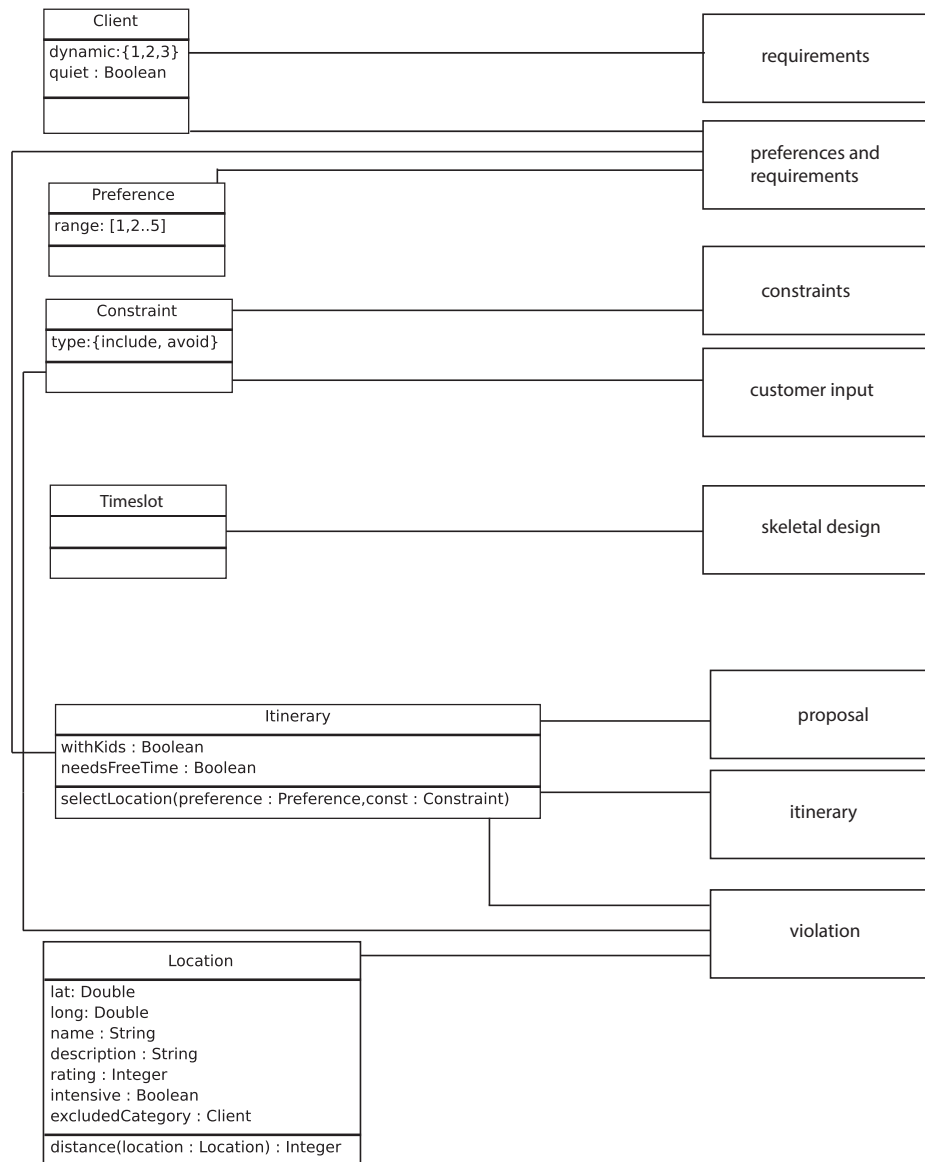 Client
dynamic:{1,2,3}
quiet : Boolean
requirements
preferences and
requirements
Preference
range: [1,2..5]
Constraint
type:{include, avoid}
constraints
customer input
Timeslot
skeletal design
Itinerary
withKids : Boolean
needsFreeTime : Boolean
selectLocation(preference : Preference,const : Constraint)
proposal
itinerary
violation
Location
lat: Double
long: Double
name : String
description : String
rating : Integer
intensive : Boolean
excludedCategory : Client
distance(location : Location) : Integer